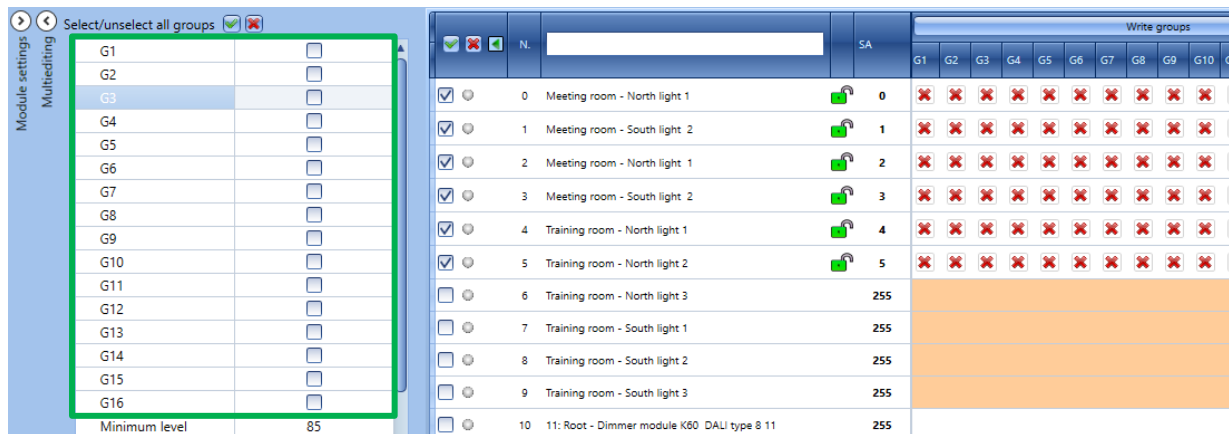 Select/unselect all groups
Module settings
Multiediting
G1
G2
G3
G4
G5
G6
G7
G8
G9
G10
G11
G12
G13
G14
G15
G16
Minimum level 85
N. SA Write groups
G1 G2 G3 G4 G5 G6 G7 G8 G9 G10
0 Meeting room - North light 1 0
1 Meeting room - South light 2 1
2 Meeting room - North light 1 2
3 Meeting room - South light 2 3
4 Training room - North light 1 4
5 Training room - North light 2 5
6 Training room - North light 3 255
7 Training room - South light 1 255
8 Training room - South light 2 255
9 Training room - South light 3 255
10 11: Root - Dimmer module K60 DALI type 8 11 255